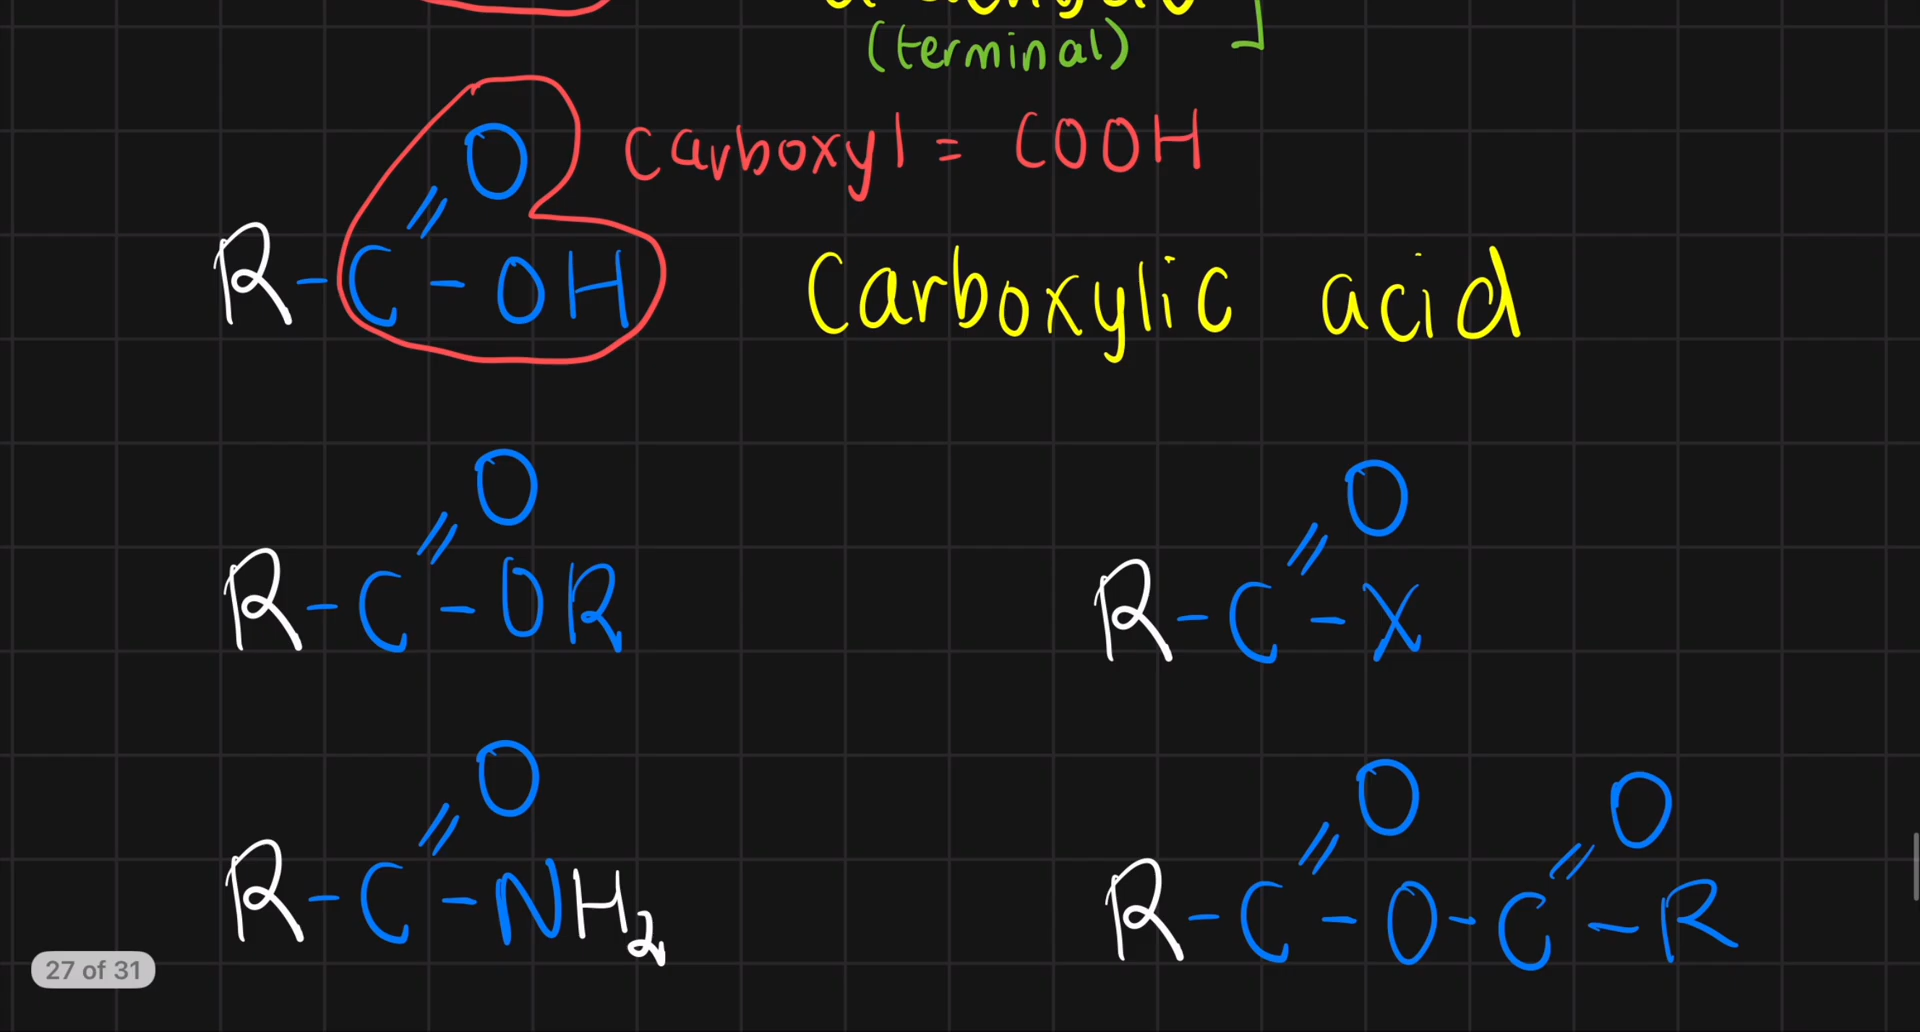 (terminal)
Carboxyl = COOH
O
R-C-OH
Carboxylic acid
O
R-C-OR
O
R-C-X
O
R-C-NH₂
O O
R-C-O-C-R
27 of 31